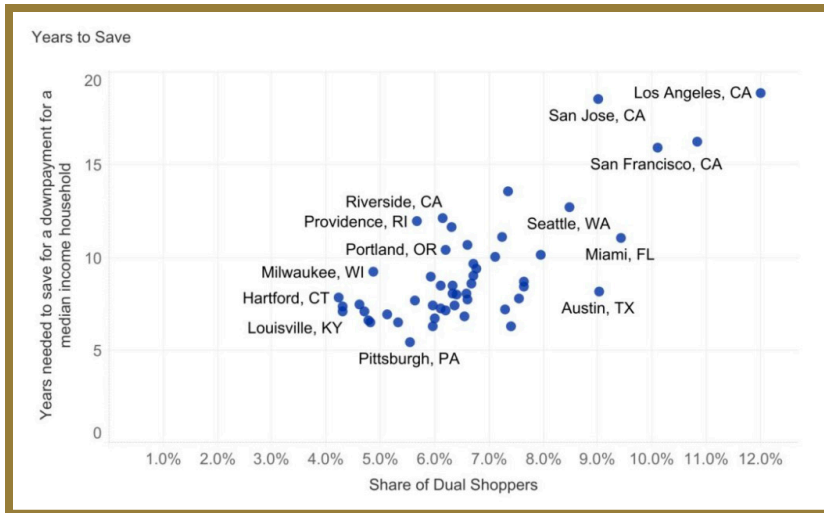 Years to Save
Years needed to save for a downpayment for a
median income household
20
15
10
5
0
Los Angeles, CA
San Jose, CA
San Francisco, CA
Riverside, CA
Providence, RI
Seattle, WA
Portland, OR
Miami, FL
Milwaukee, WI
Hartford, CT
Austin, TX
Louisville, KY
Pittsburgh, PA
1.0% 2.0% 3.0% 4.0% 5.0% 6.0% 7.0% 8.0% 9.0% 10.0% 11.0% 12.0%
Share of Dual Shoppers